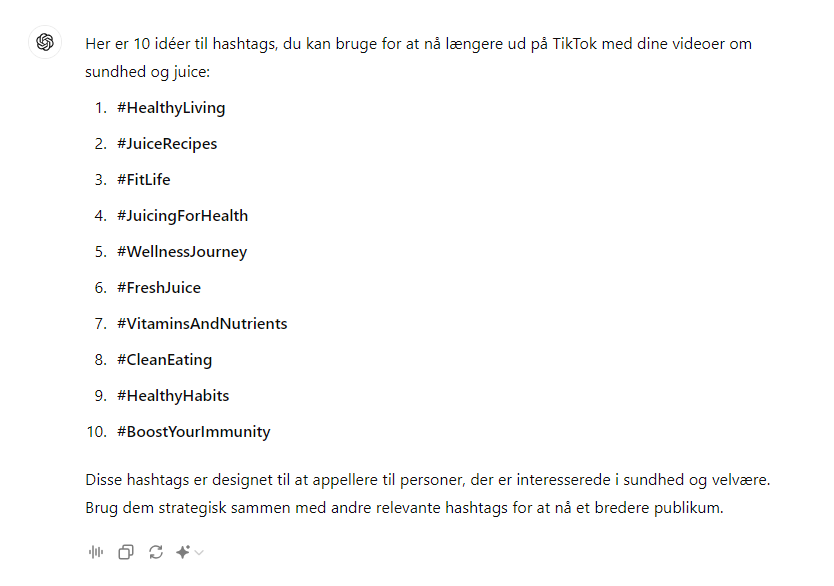 Her er 10 idéer til hashtags, du kan bruge for at nå længere ud på TikTok med dine videoer om
sundhed og juice:
1. #HealthyLiving
2. #JuiceRecipes
3. #FitLife
4. #JuicingForHealth
5. #WellnessJourney
6. #FreshJuice
7. #VitaminsAndNutrients
8. #CleanEating
9. #HealthyHabits
10. #BoostYourImmunity
Disse hashtags er designet til at appellere til personer, der er interesserede i sundhed og velvære.
Brug dem strategisk sammen med andre relevante hashtags for at nå et bredere publikum.